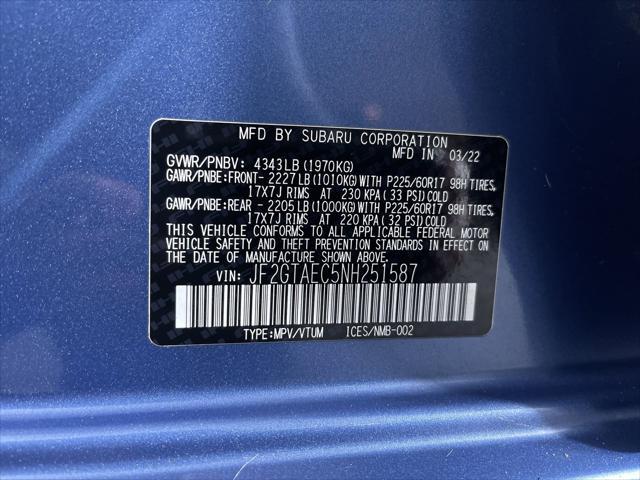 MFD BY SUBARU CORPORATION
MFD IN 03/22
GVWR/PNBV: 4343LB (1970KG)
GAWR/PNBE:FRONT- 2227LB (1010KG) WITH P225/60R17 98H TIRES,
17X7J RIMS AT 230 KPA ( 33 PSI) COLD
GAWR/PNBE:REAR - 2205LB (1000KG) WITH P225/60R17 98H TIRES,
17X7J RIMS AT 220 KPA ( 32 PSI) COLD
THIS VEHICLE CONFORMS TO ALL APPLICABLE FEDERAL MOTOR
VEHICLE SAFETY AND THEFT PREVENTION STANDARDS IN EFFECT
ON THE DATE OF MANUFACTURE SHOWN ABOVE.
VIN: JF2GTAEC5NH251587
TYPE:MPV/VTUM ICES/NMB-002